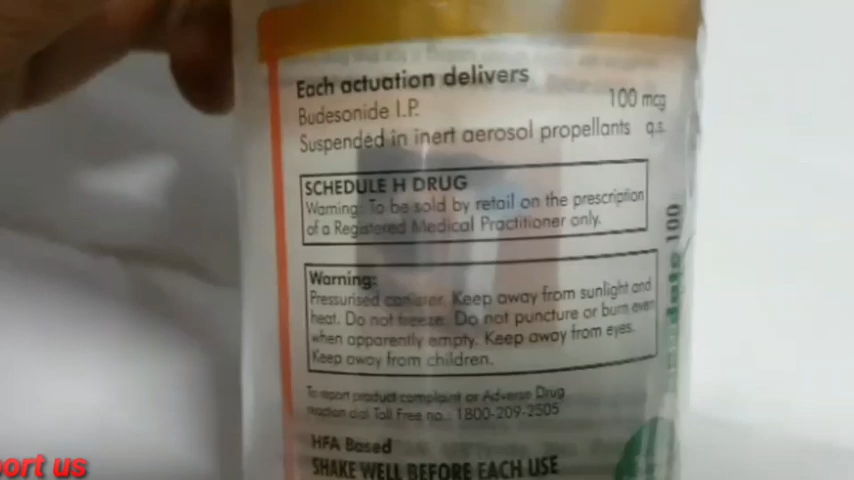 Each actuation delivers
Budesonide I.P. 100 mcg
Suspended in inert aerosol propellants q.s.
SCHEDULE H DRUG
Warning: To be sold by retail on the prescription
of a Registered Medical Practitioner only.
Warning:
Pressurised canister. Keep away from sunlight and
heat. Do not freeze. Do not puncture or burn even
when apparently empty. Keep away from eyes.
Keep away from children.
To report product complaint or Adverse Drug
reaction dial Toll Free no.: 1800-209-2505
HFA Based
SHAKE WELL BEFORE EACH USE
100
port us